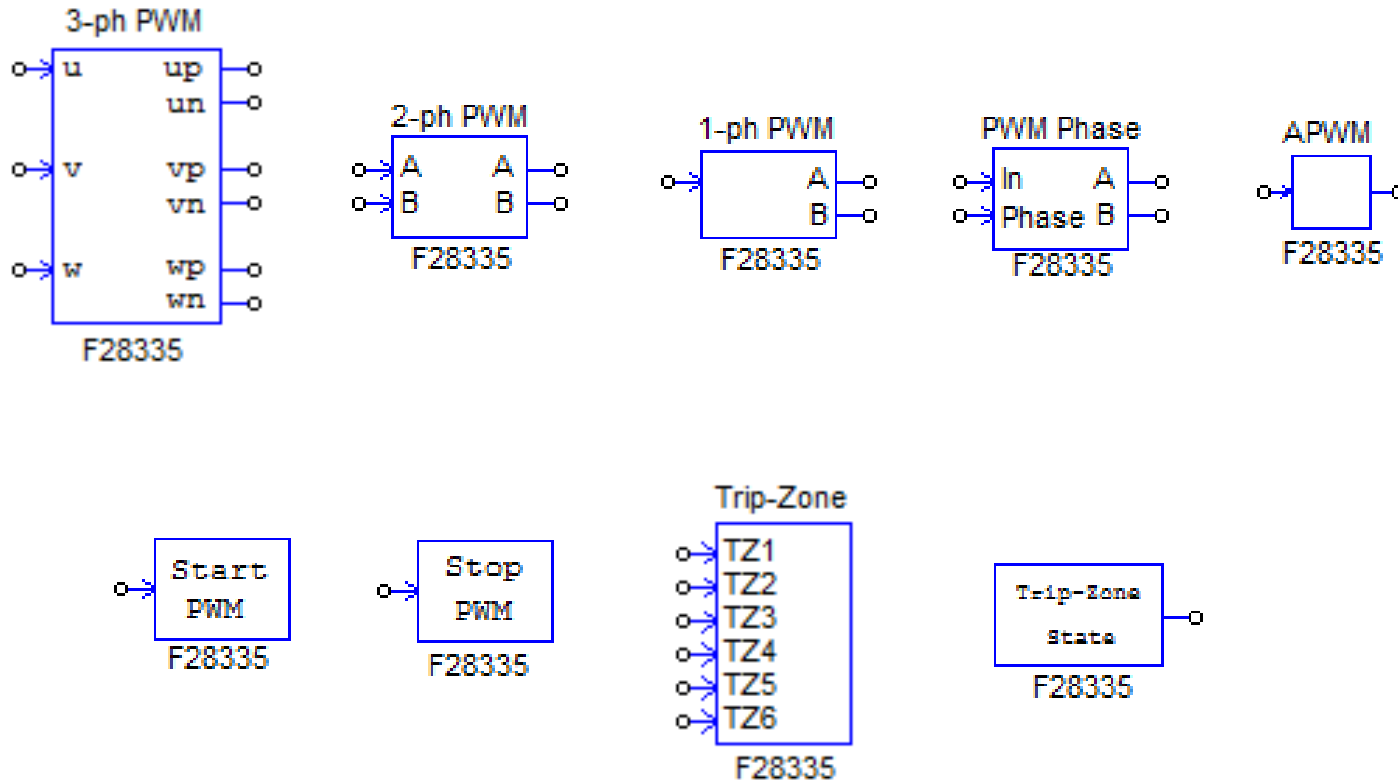 3-ph PWM
u up
un
v vp
vn
w wp
wn
F28335
2-ph PWM
A A
B B
F28335
1-ph PWM
A
B
F28335
PWM Phase
In A
Phase B
F28335
APWM
F28335
Start
PWM
F28335
Stop
PWM
F28335
Trip-Zone
TZ1
TZ2
TZ3
TZ4
TZ5
TZ6
F28335
Trip-Zone
State
F28335